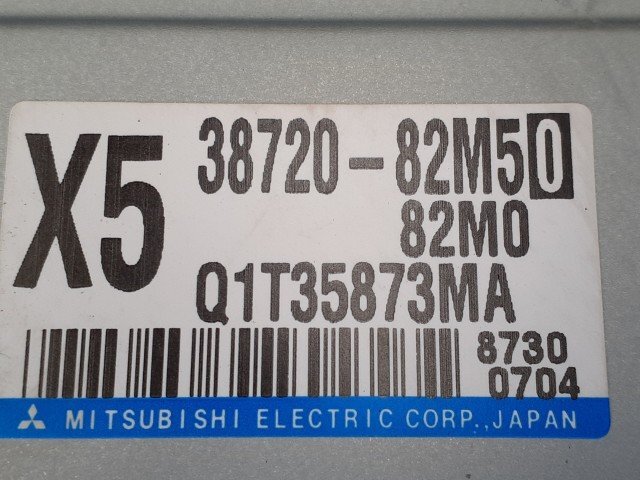 X5
38720-82M50
82M0
Q1T35873MA
8730
0704
MITSUBISHI ELECTRIC CORP., JAPAN